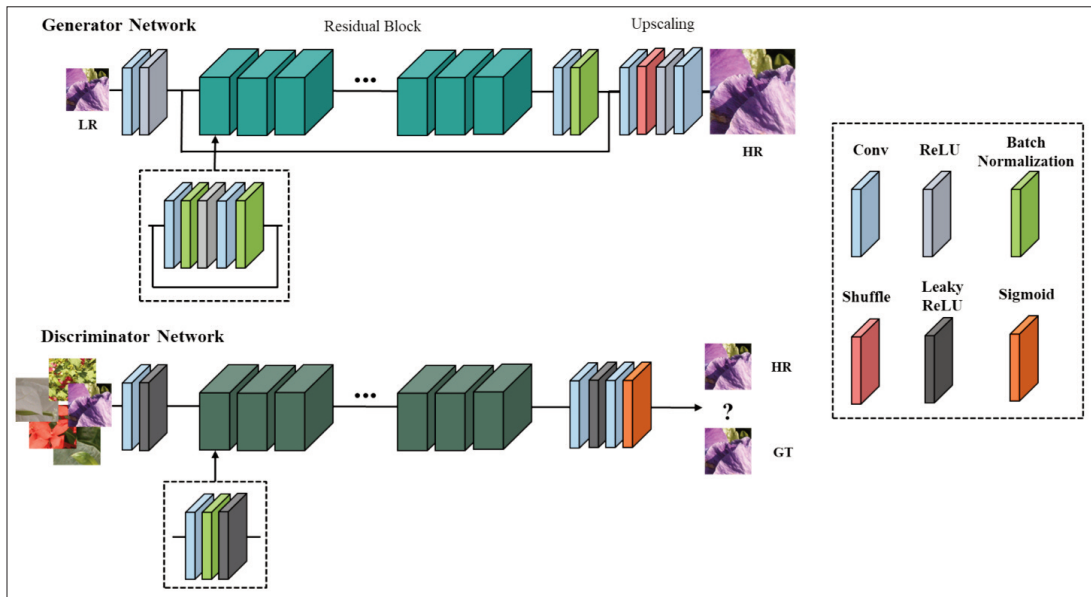 Generator Network
Residual Block
Upscaling
...
LR
HR
Conv
ReLU
Batch
Normalization
Shuffle
Leaky
ReLU
Sigmoid
Discriminator Network
...
HR
?
GT